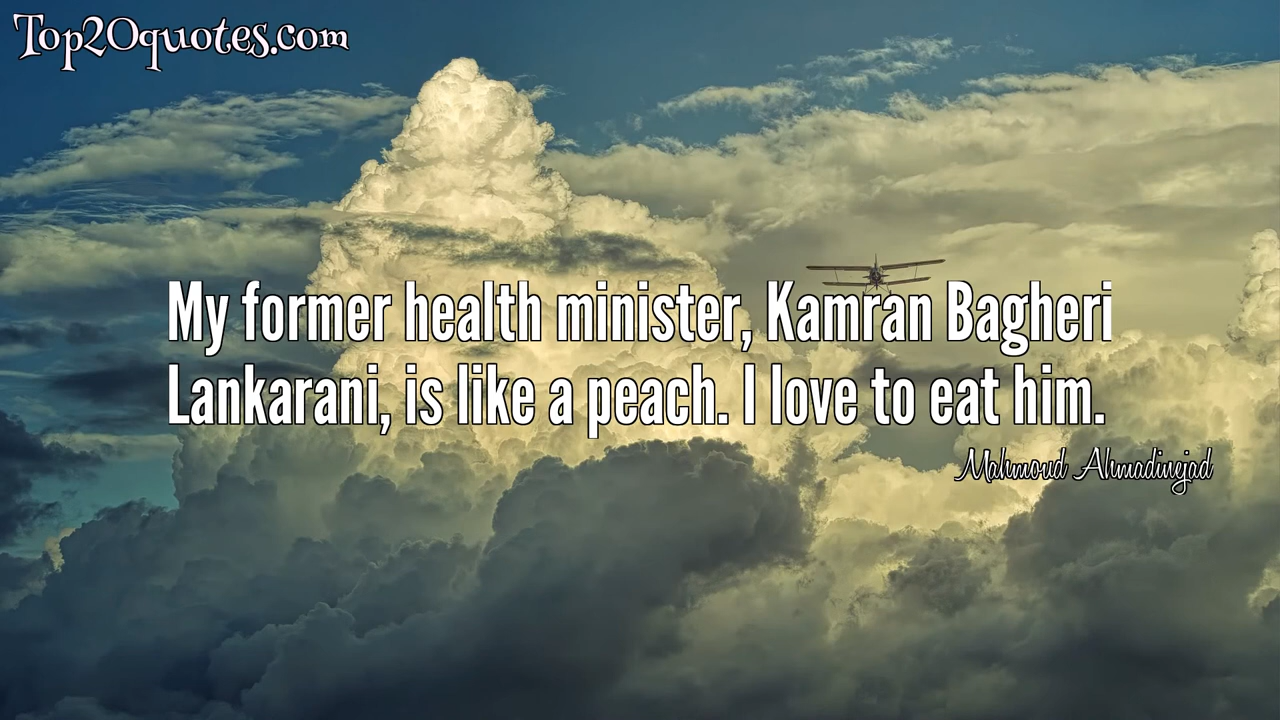 Top20quotes.com
My former health minister, Kamran Bagheri
Lankarani, is like a peach. I love to eat him.
Mahmoud Ahmadinejad